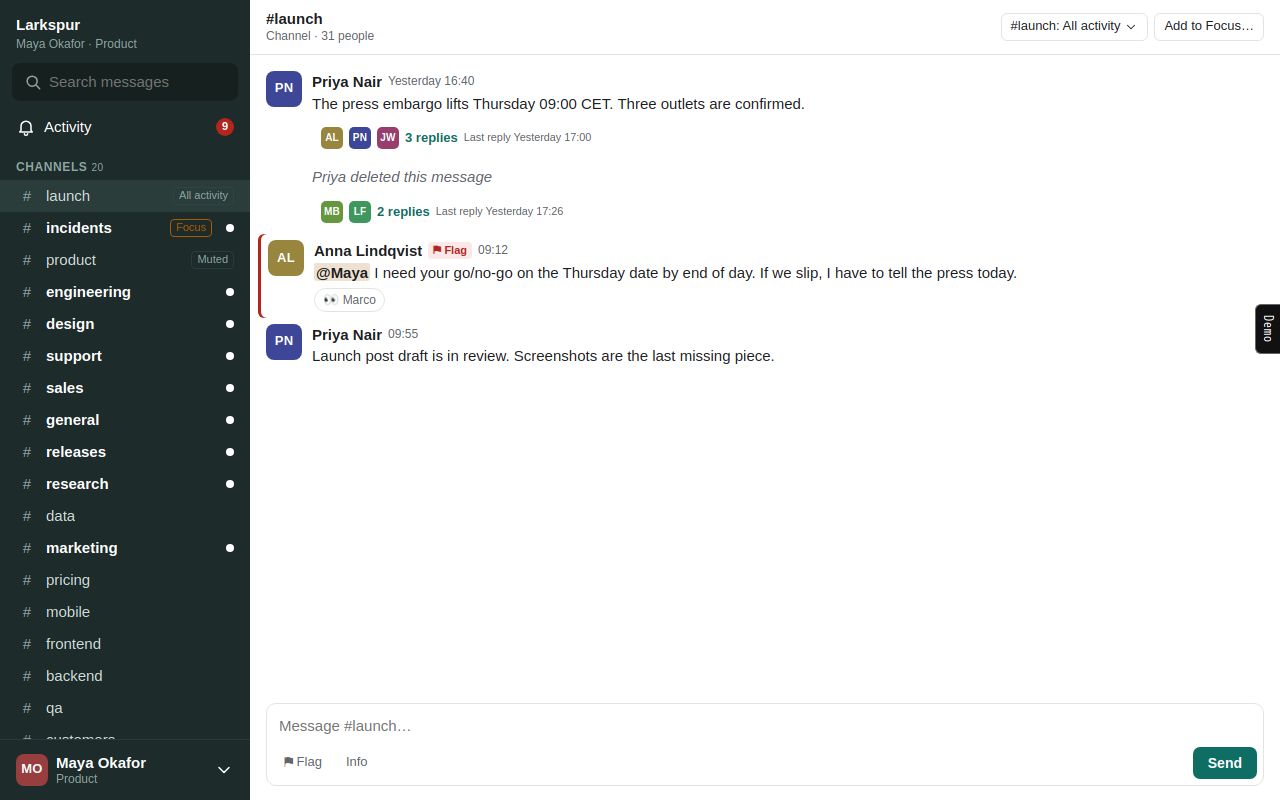 Larkspur
Maya Okafor · Product
Search messages
Activity
9
CHANNELS 20
# launch All activity
# incidents Focus
# product Muted
# engineering
# design
# support
# sales
# general
# releases
# research
# data
# marketing
# pricing
# mobile
# frontend
# backend
# qa
# customers
MO
Maya Okafor
Product
#launch
Channel · 31 people
#launch: All activity
Add to Focus…
PN
Priya Nair Yesterday 16:40
The press embargo lifts Thursday 09:00 CET. Three outlets are confirmed.
AL PN JW 3 replies Last reply Yesterday 17:00
Priya deleted this message
MB LF 2 replies Last reply Yesterday 17:26
AL
Anna Lindqvist Flag 09:12
@Maya I need your go/no-go on the Thursday date by end of day. If we slip, I have to tell the press today.
👀 Marco
PN
Priya Nair 09:55
Launch post draft is in review. Screenshots are the last missing piece.
Message #launch…
Flag Info
Send
Demo